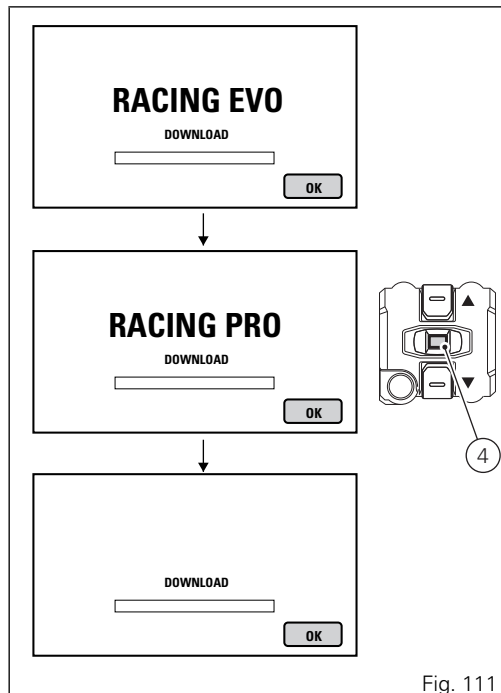 RACING EVO
DOWNLOAD
OK
RACING PRO
DOWNLOAD
OK
4
DOWNLOAD
OK
Fig. 111